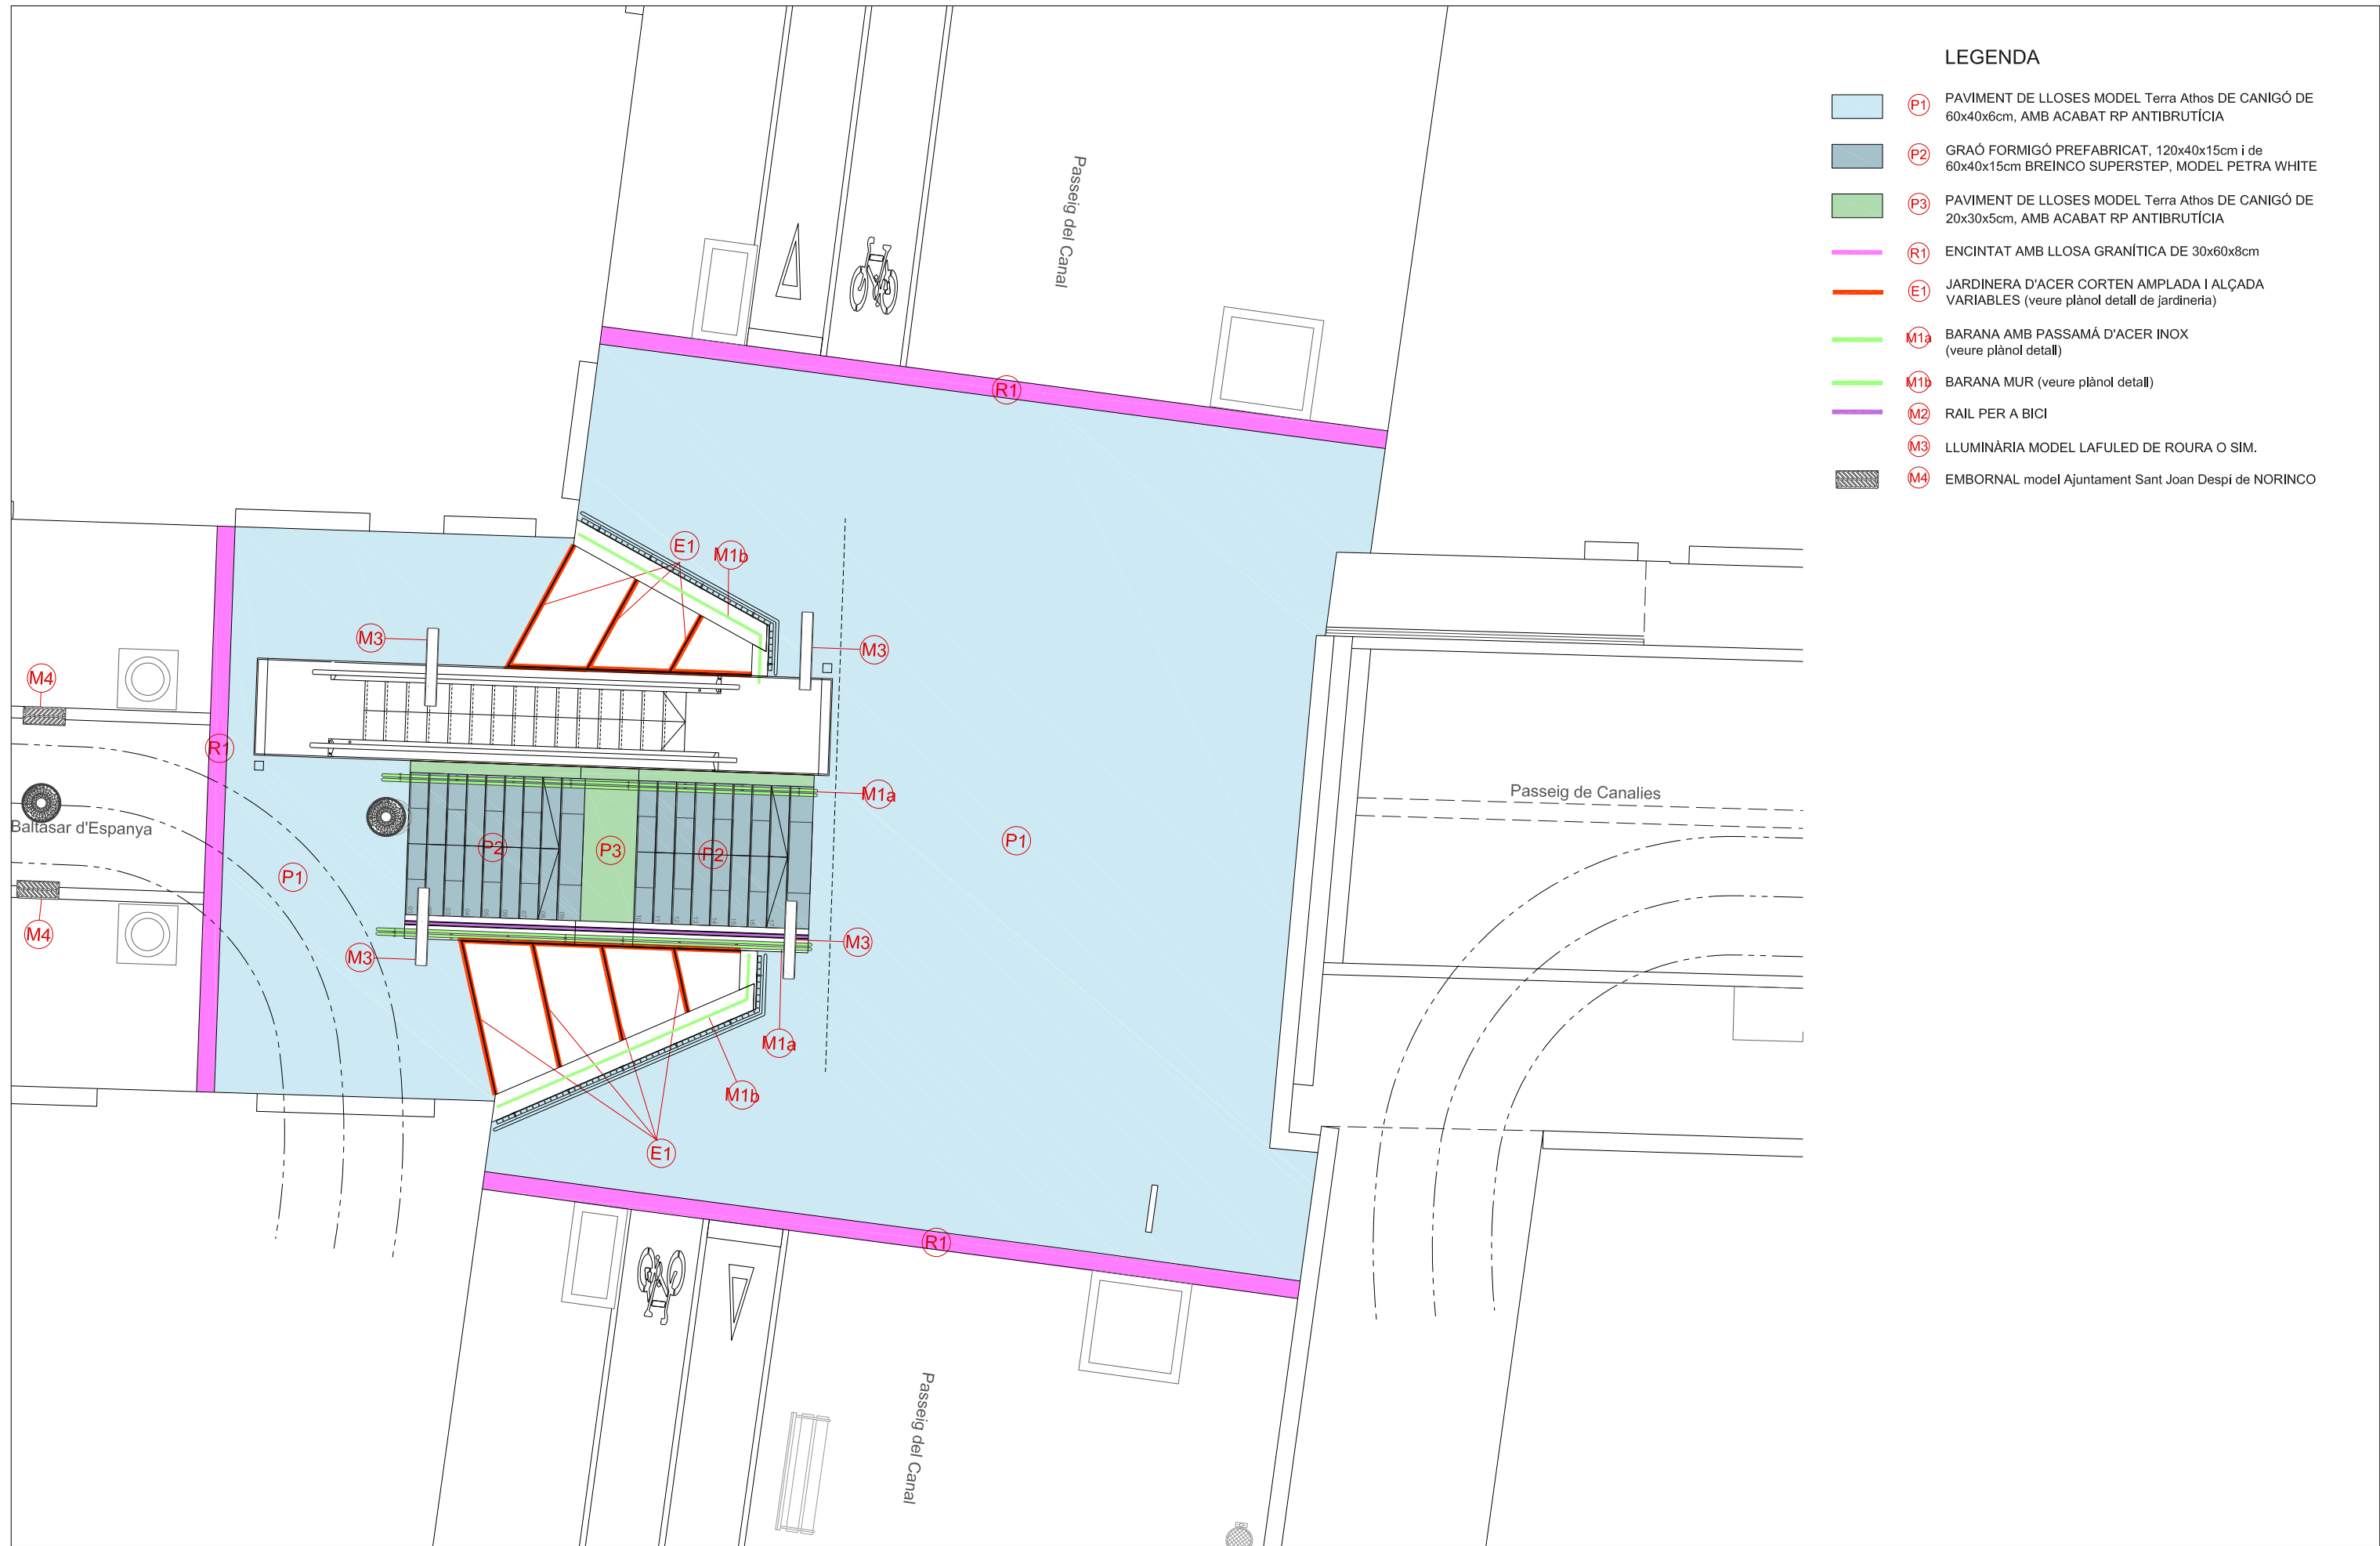 LEGENDA
P1 PAVIMENT DE LLOSES MODEL Terra Athos DE CANIGÓ DE
60x40x6cm, AMB ACABAT RP ANTIBRUTÍCIA
P2 GRAÓ FORMIGÓ PREFABRICAT, 120x40x15cm i de
60x40x15cm BREINCO SUPERSTEP, MODEL PETRA WHITE
P3 PAVIMENT DE LLOSES MODEL Terra Athos DE CANIGÓ DE
20x30x5cm, AMB ACABAT RP ANTIBRUTÍCIA
R1 ENCINTAT AMB LLOSA GRANÍTICA DE 30x60x8cm
E1 JARDINERA D'ACER CORTEN AMPLADA I ALÇADA
VARIABLES (veure plànol detall de jardineria)
M1a BARANA AMB PASSAMÁ D'ACER INOX
(veure plànol detall)
M1b BARANA MUR (veure plànol detall)
M2 RAIL PER A BICI
M3 LLUMINÀRIA MODEL LAFULED DE ROURA O SIM.
M4 EMBORNAL model Ajuntament Sant Joan Despí de NORINCO
Passeig del Canal
R1
E1
M1b
M3
M3
M4
R1
M1a
Passeig de Canalies
Baltasar d'Espanya
P2
P3
P2
P1
P1
M4
M3
M3
M1a
M1b
E1
R1
Passeig del Canal